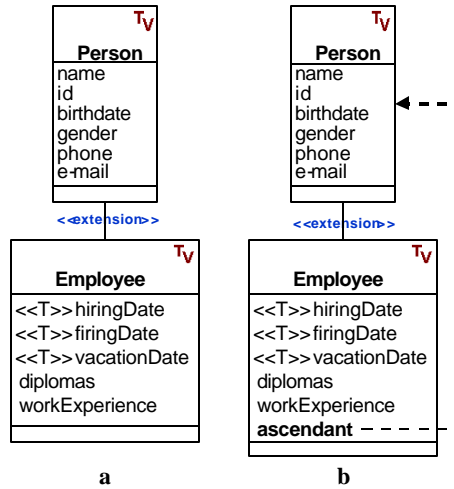 TV
Person
name
id
birthdate
gender
phone
e-mail
<<extension>>
TV
Employee
<<T>>hiringDate
<<T>>firingDate
<<T>>vacationDate
diplomas
workExperience
a
TV
Person
name
id
birthdate
gender
phone
e-mail
<<extension>>
TV
Employee
<<T>>hiringDate
<<T>>firingDate
<<T>>vacationDate
diplomas
workExperience
ascendant
b